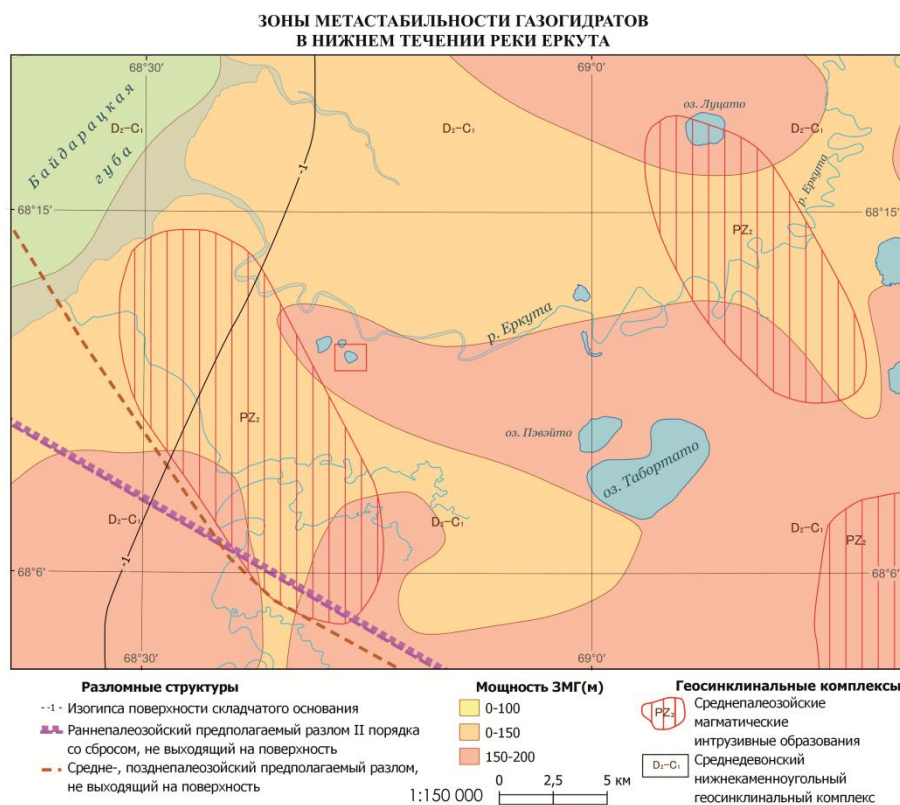 ЗОНЫ МЕТАСТАБИЛЬНОСТИ ГАЗОГИДРАТОВ
В НИЖНЕМ ТЕЧЕНИИ РЕКИ ЕРКУТА
68°30'
69°0'
Байдарацкая
губа
D₂-C₁
-1
D₂-C₁
оз. Луцато
D₂-C₁
р. Еркута
68°15'
68°15'
PZ₂
р. Еркута
PZ₂
оз. Пэвэйто
оз. Табортато
D₂-C₁
D₂-C₁
D₂-C₁
PZ₂
68°6'
68°6'
-1
68°30'
69°0'
Разломные структуры
- -1 - Изогипса поверхности складчатого основания
Раннепалеозойский предполагаемый разлом II порядка
со сбросом, не выходящий на поверхность
Средне-, позднепалеозойский предполагаемый разлом,
не выходящий на поверхность
Мощность ЗМГ(м)
0-100
0-150
150-200
1:150 000
0 2,5 5 км
Геосинклинальные комплексы
PZ₂
Среднепалеозойские
магматические
интрузивные образования
D₂-C₁
Среднедевонский
нижнекаменноугольный
геосинклинальный комплекс